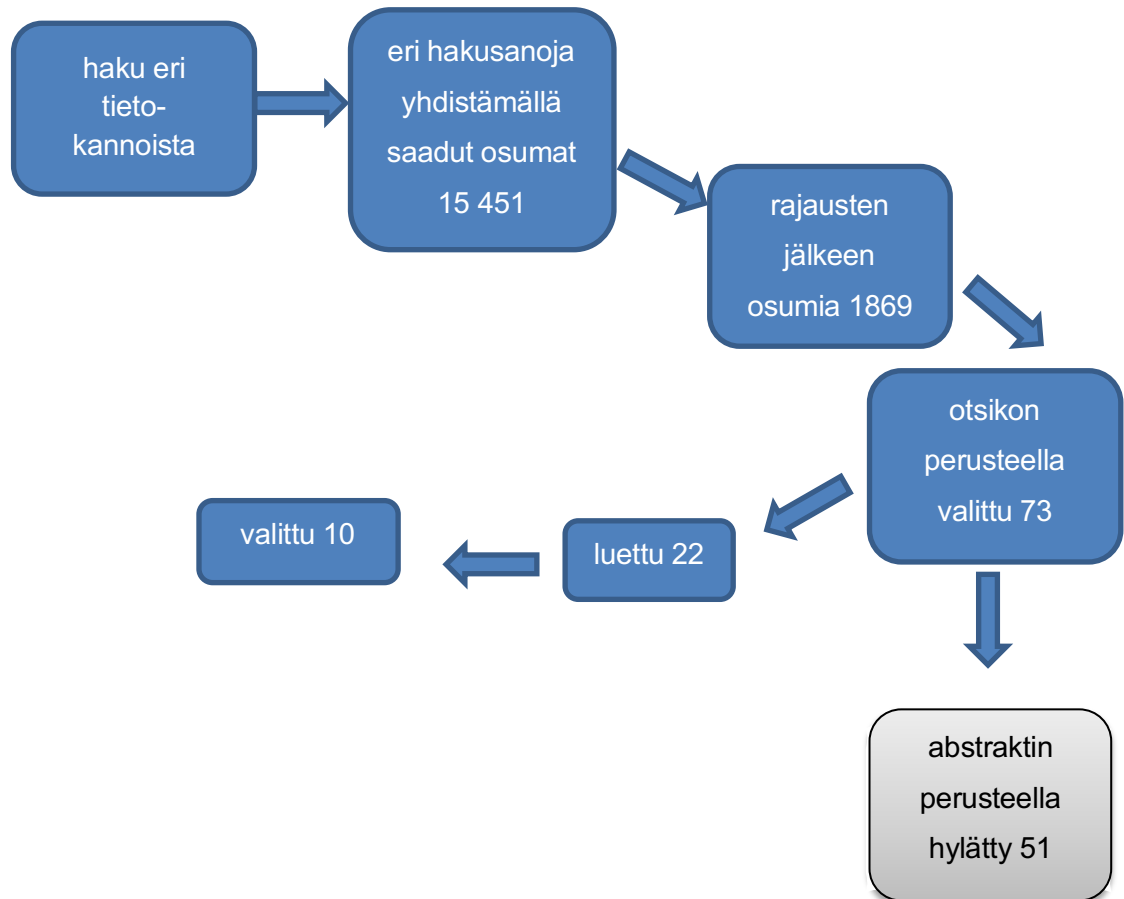 haku eri
tieto-
kannoista
eri hakusanoja
yhdistämällä
saadut osumat
15 451
rajausten
jälkeen
osumia 1869
otsikon
perusteella
valittu 73
luettu 22
valittu 10
abstraktin
perusteella
hylätty 51